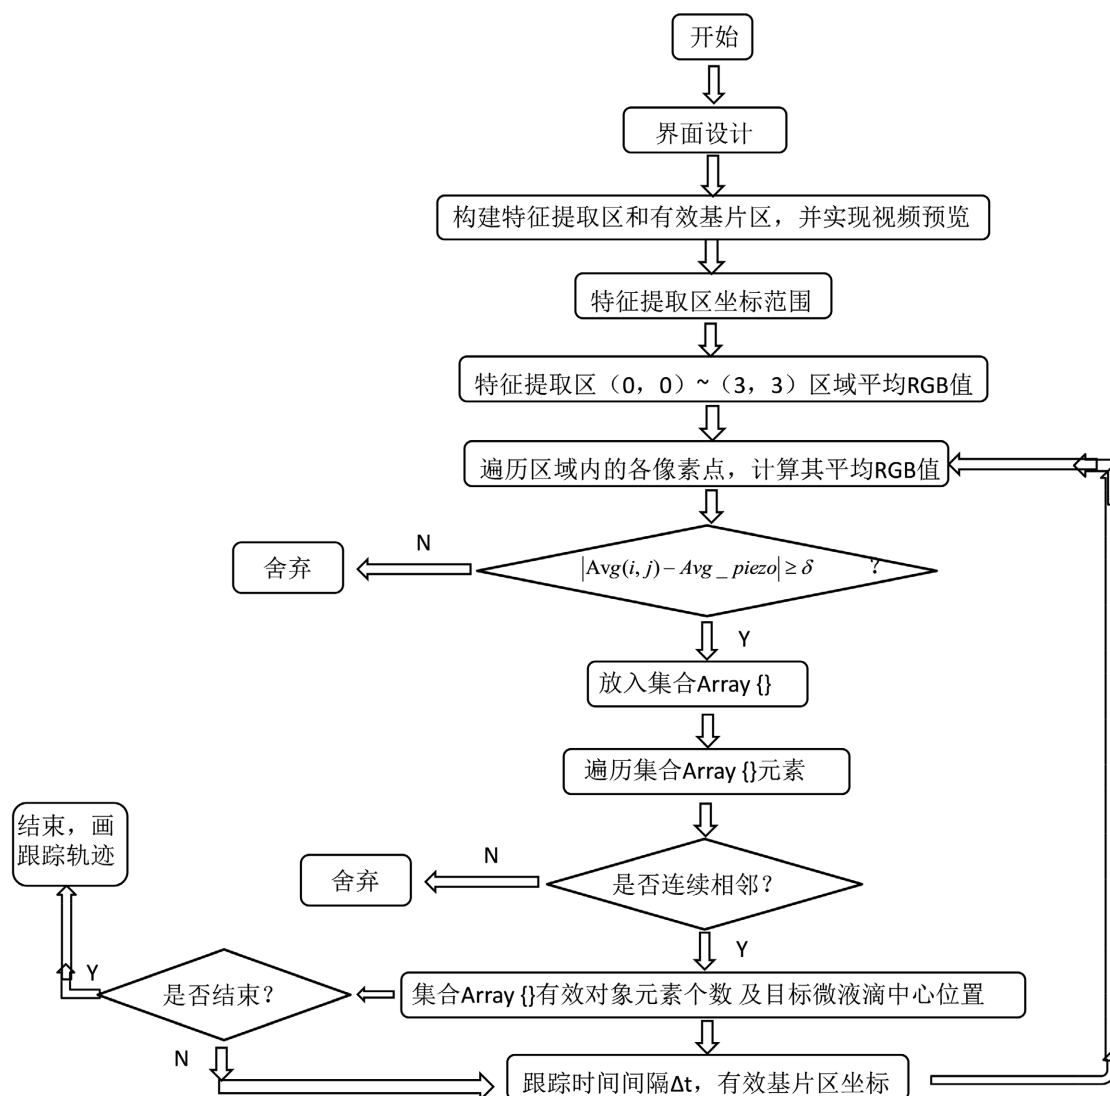 开始
界面设计
构建特征提取区和有效基片区，并实现视频预览
特征提取区坐标范围
特征提取区（0，0）~（3，3）区域平均RGB值
遍历区域内的各像素点，计算其平均RGB值
|Avg(i, j) − Avg _ piezo| ≥ δ ？
N
舍弃
Y
放入集合Array {}
遍历集合Array {}元素
是否连续相邻？
N
舍弃
Y
集合Array {}有效对象元素个数 及目标微液滴中心位置
是否结束？
Y
结束，画
跟踪轨迹
N
跟踪时间间隔Δt，有效基片区坐标